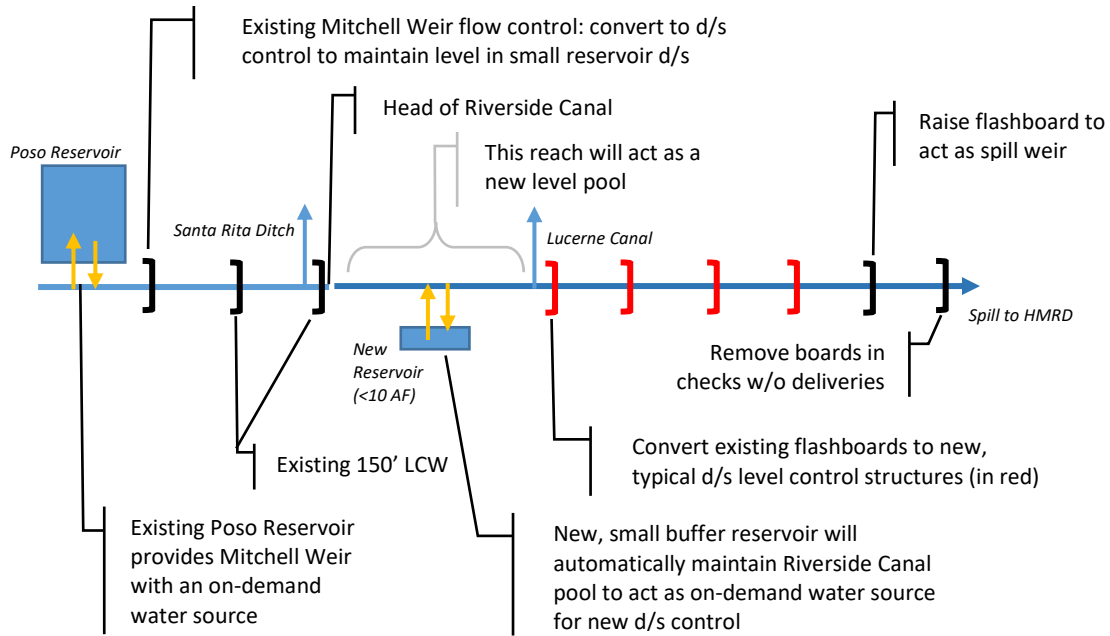 Existing Mitchell Weir flow control: convert to d/s
control to maintain level in small reservoir d/s
Head of Riverside Canal
Raise flashboard to
act as spill weir
This reach will act as a
new level pool
Poso Reservoir
Santa Rita Ditch
Lucerne Canal
Spill to HMRD
New
Reservoir
(<10 AF)
Remove boards in
checks w/o deliveries
Existing 150’ LCW
Convert existing flashboards to new,
typical d/s level control structures (in red)
Existing Poso Reservoir
provides Mitchell Weir
with an on-demand
water source
New, small buffer reservoir will
automatically maintain Riverside Canal
pool to act as on-demand water source
for new d/s control